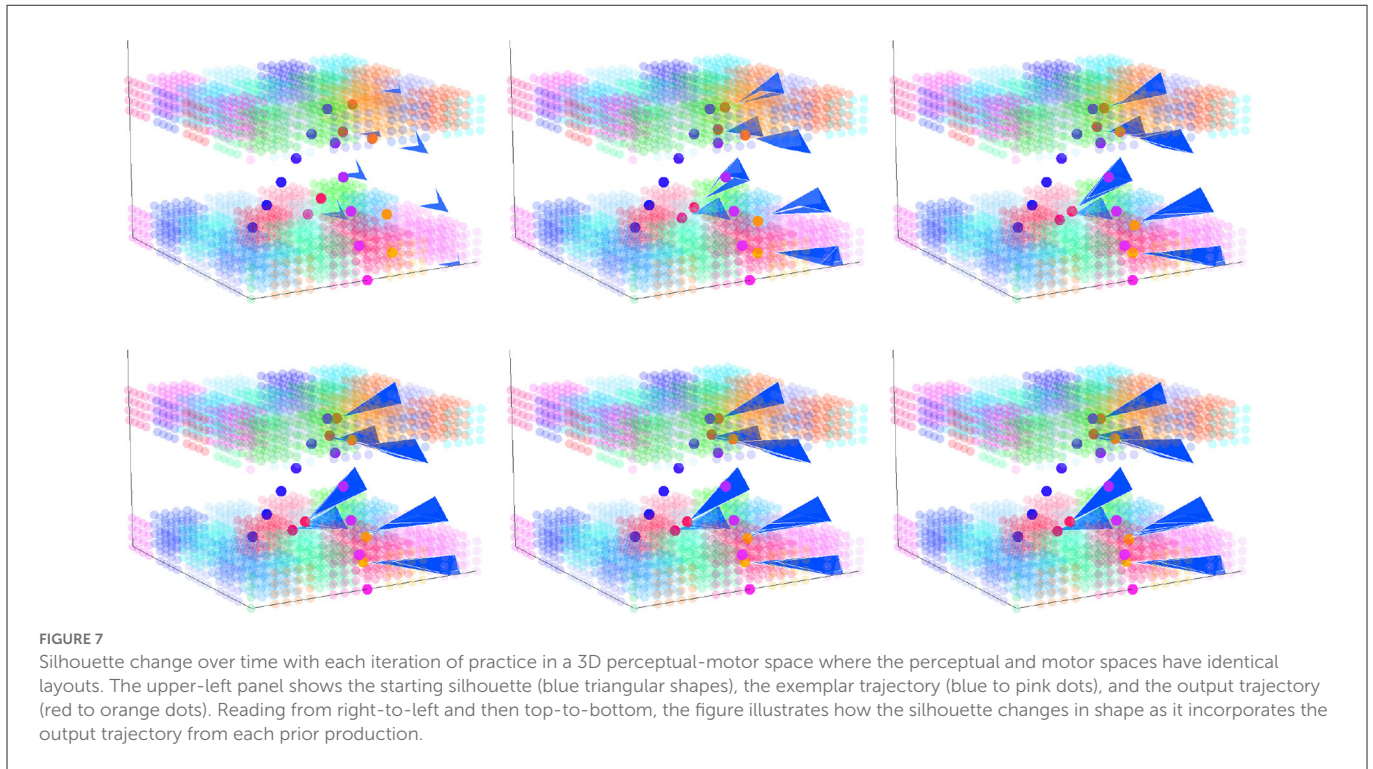 FIGURE 7
Silhouette change over time with each iteration of practice in a 3D perceptual-motor space where the perceptual and motor spaces have identical
layouts. The upper-left panel shows the starting silhouette (blue triangular shapes), the exemplar trajectory (blue to pink dots), and the output trajectory
(red to orange dots). Reading from right-to-left and then top-to-bottom, the figure illustrates how the silhouette changes in shape as it incorporates the
output trajectory from each prior production.